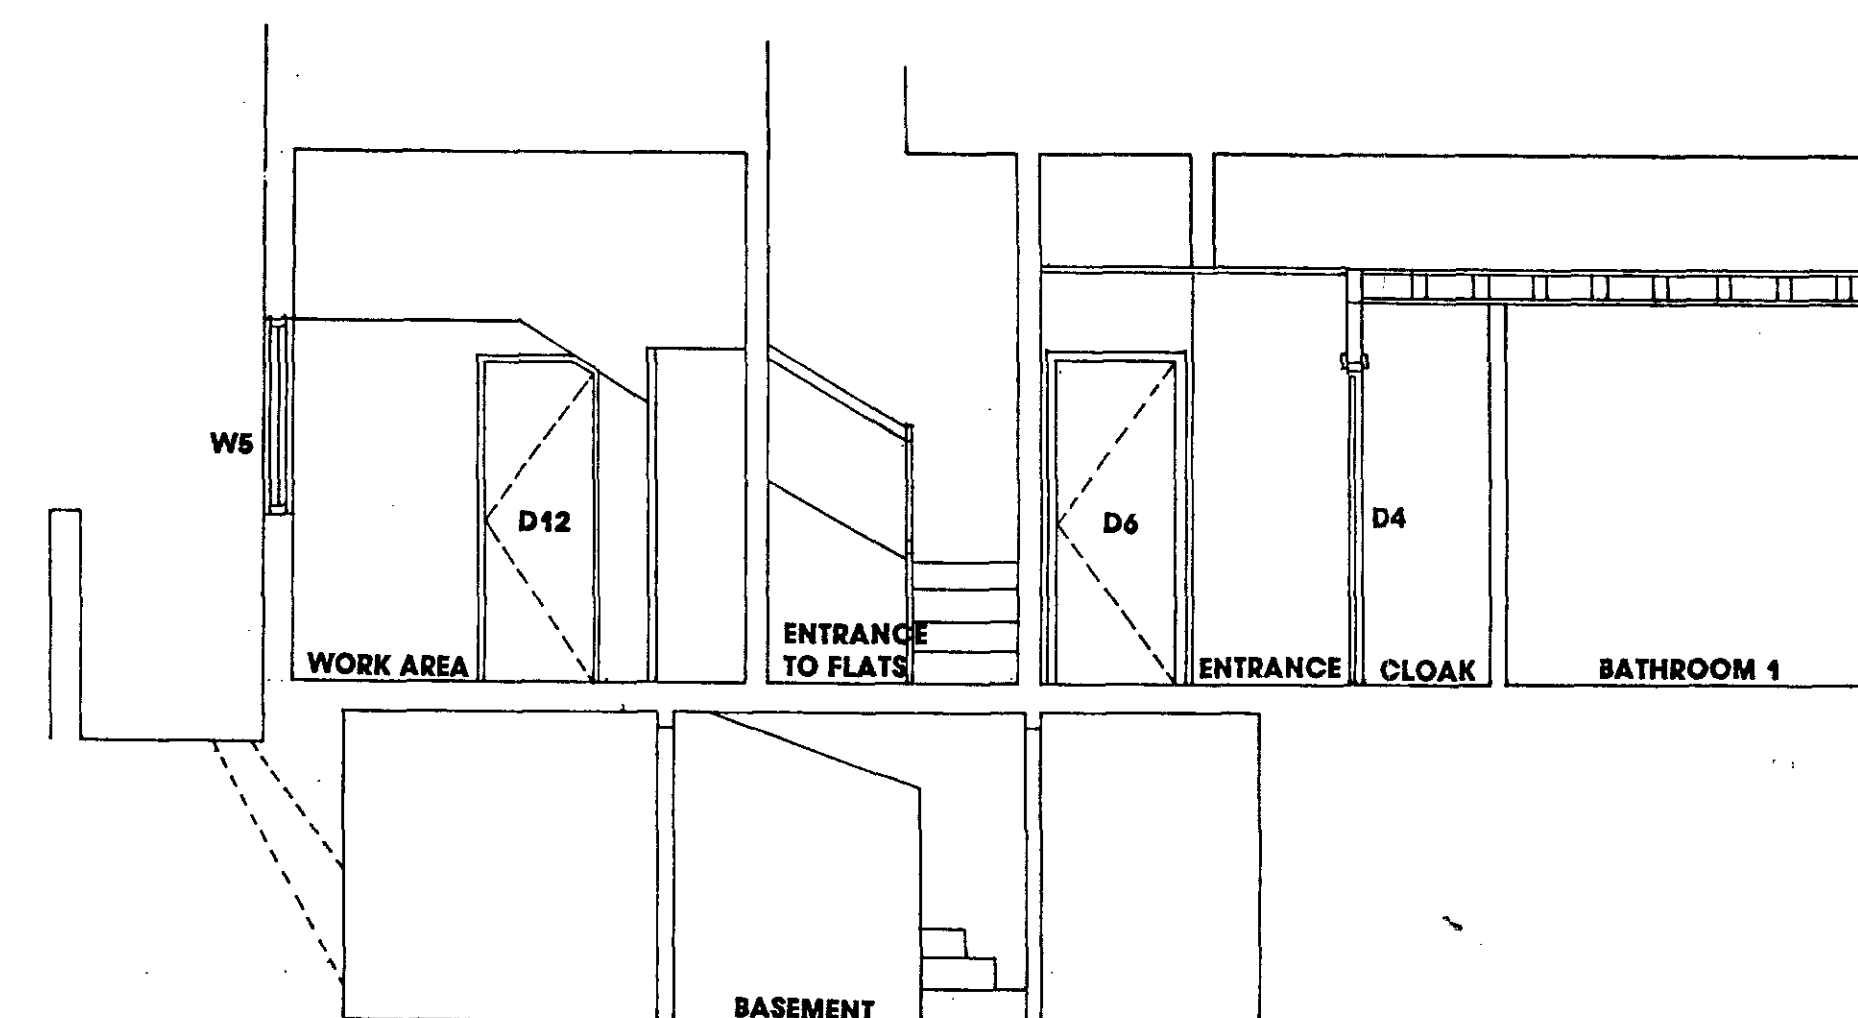 W5
D12
D6
D4
ENTRANCE
TO FLATS
WORK AREA
ENTRANCE
CLOAK
BATHROOM 1
BASEMENT